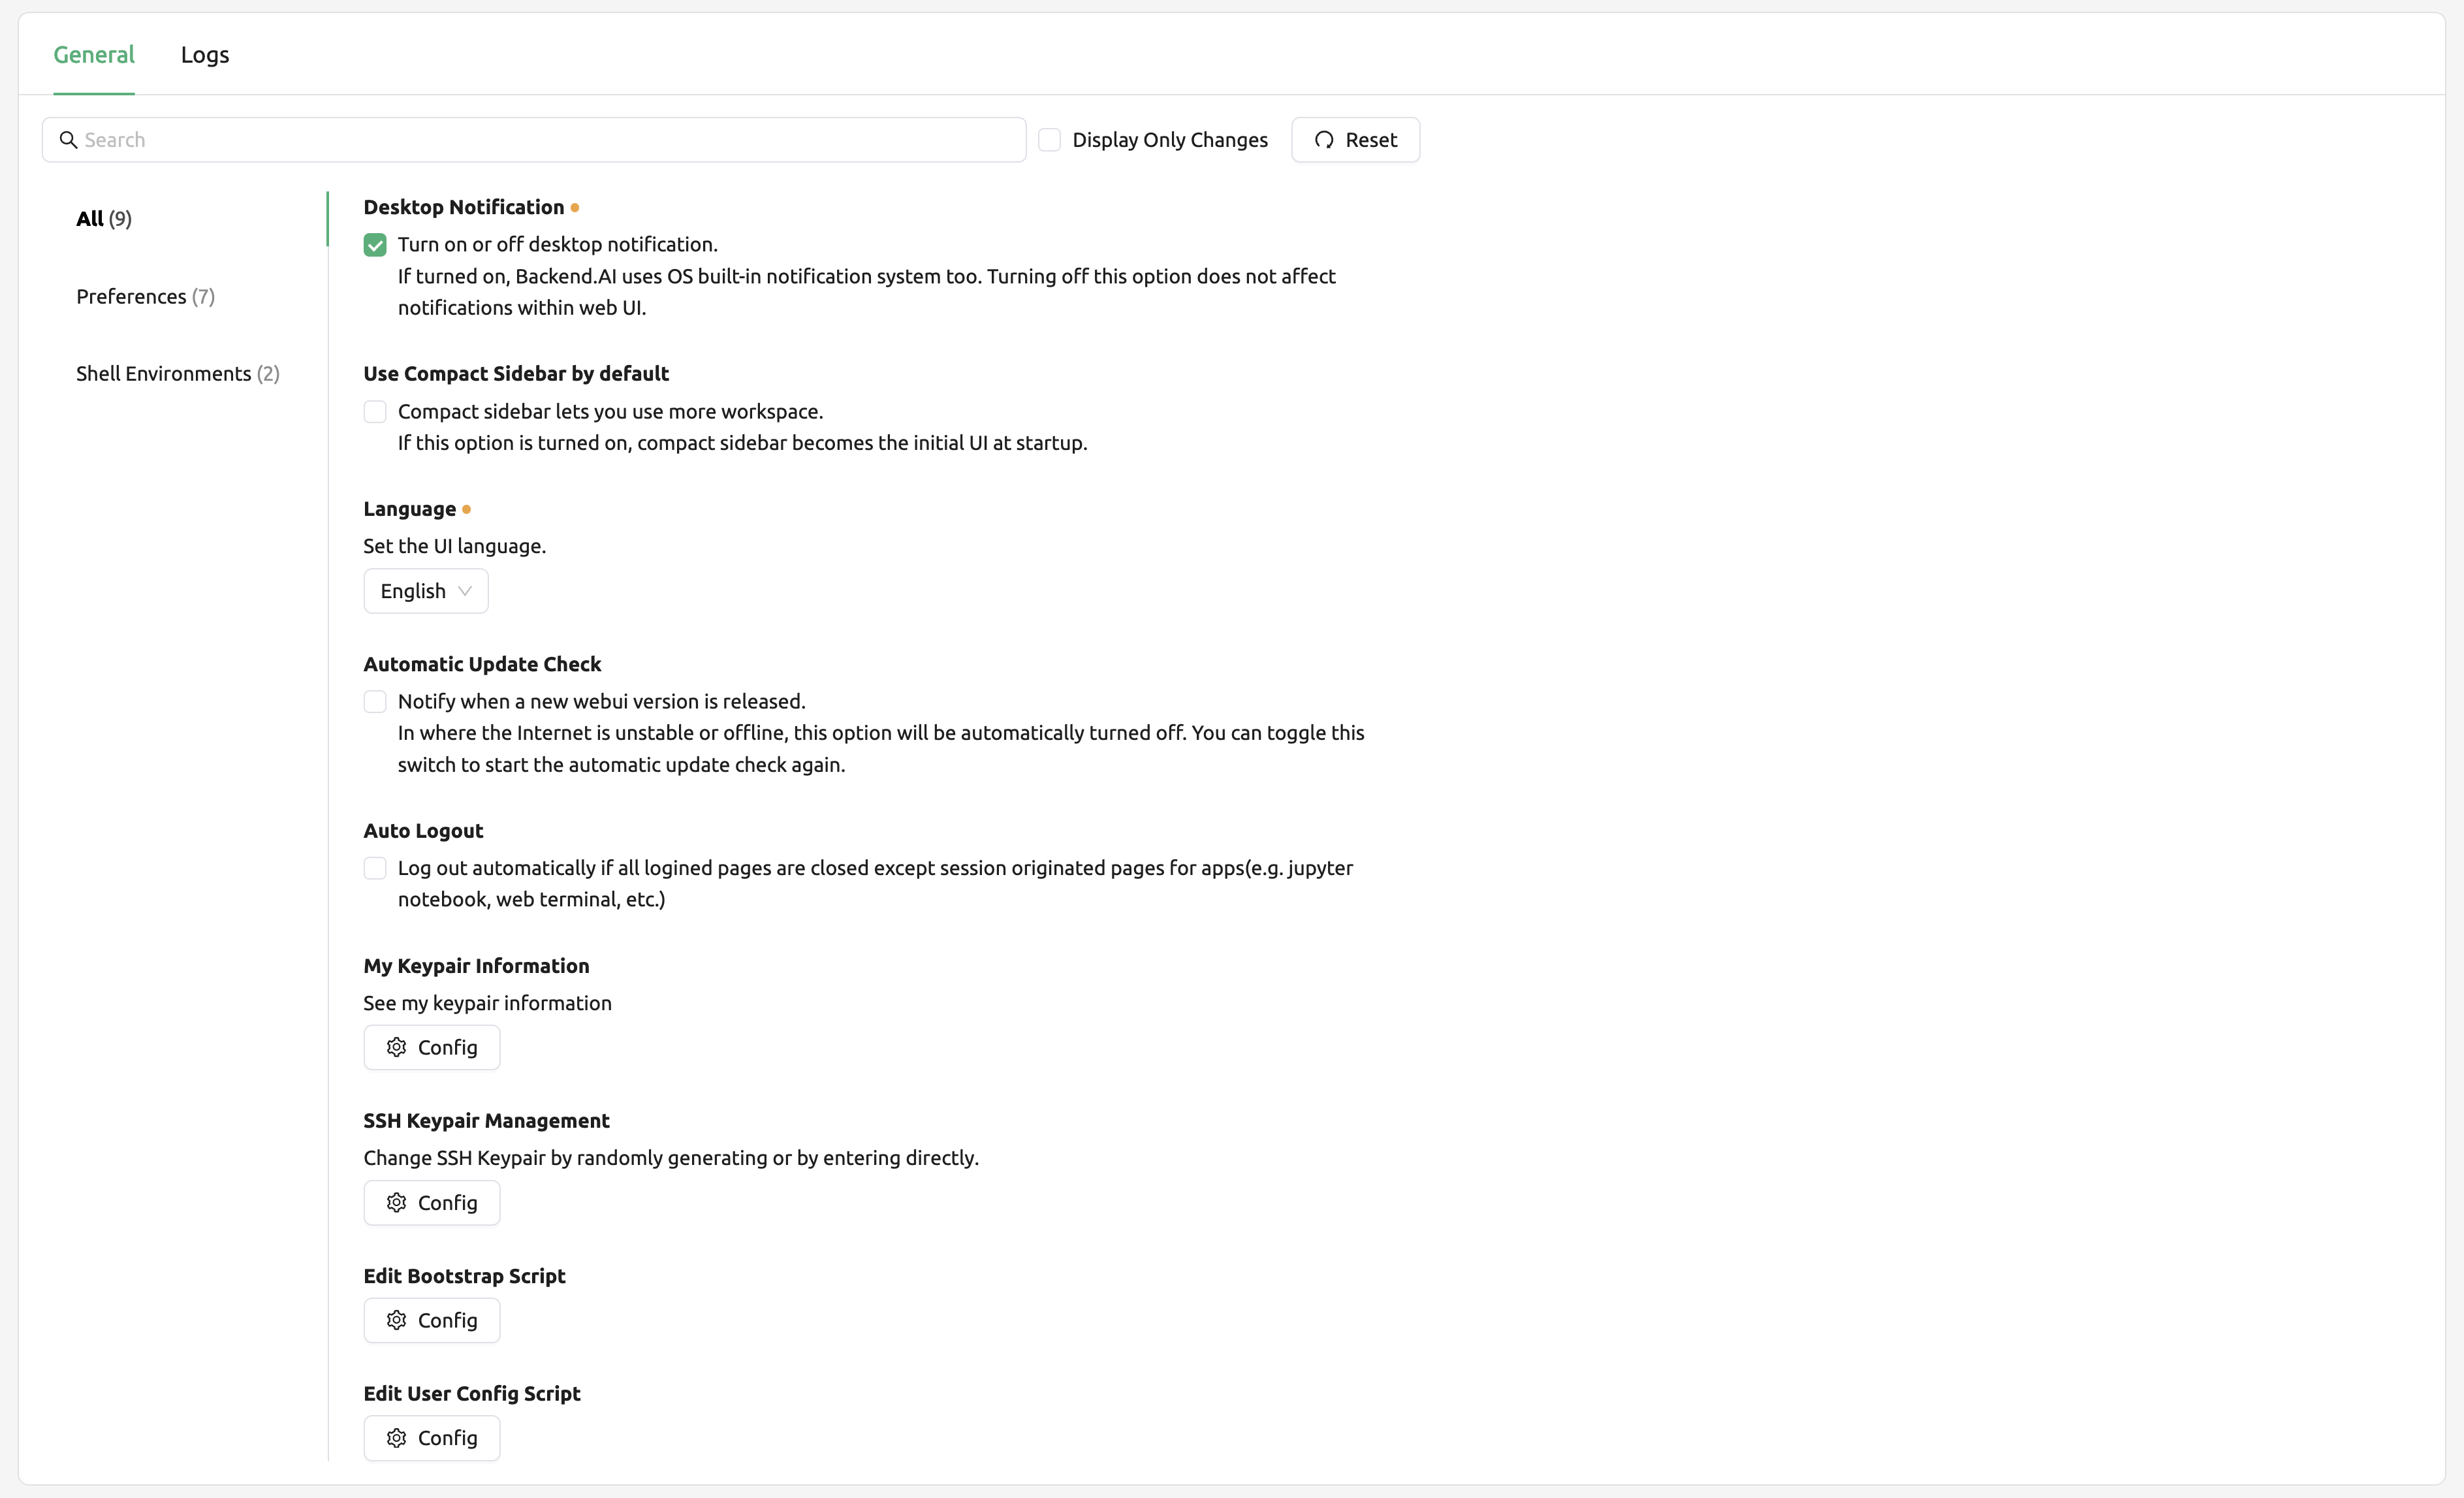 General
Logs
Search
Display Only Changes
Reset
All (9)
Preferences (7)
Shell Environments (2)
Desktop Notification
Turn on or off desktop notification.
If turned on, Backend.AI uses OS built-in notification system too. Turning off this option does not affect
notifications within web UI.
Use Compact Sidebar by default
Compact sidebar lets you use more workspace.
If this option is turned on, compact sidebar becomes the initial UI at startup.
Language
Set the UI language.
English
Automatic Update Check
Notify when a new webui version is released.
In where the Internet is unstable or offline, this option will be automatically turned off. You can toggle this
switch to start the automatic update check again.
Auto Logout
Log out automatically if all logined pages are closed except session originated pages for apps(e.g. jupyter
notebook, web terminal, etc.)
My Keypair Information
See my keypair information
Config
SSH Keypair Management
Change SSH Keypair by randomly generating or by entering directly.
Config
Edit Bootstrap Script
Config
Edit User Config Script
Config